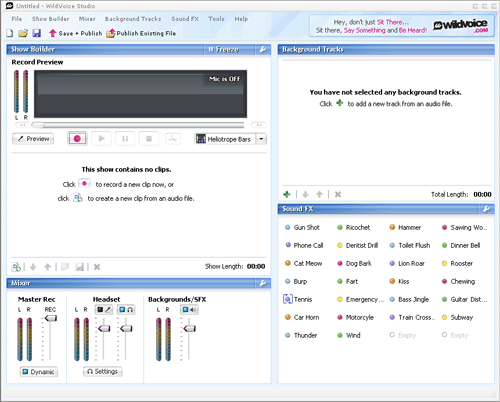 Untitled - WildVoice Studio
File Show Builder Mixer Background Tracks Sound FX Tools Help
Save + Publish Publish Existing File
Hey, don't just Sit There...
Sit there, Say Something and Be Heard!
wildvoice
.com
Show Builder Freeze
Record Preview
Mic is OFF
L R
Preview Heliotrope Bars
This show contains no clips.
Click to record a new clip now, or
click to create a new clip from an audio file.
Show Length: 00:00
Mixer
Master Rec Headset Backgrounds/SFX
L R REC L R L R
Dynamic Settings
Background Tracks
You have not selected any background tracks.
Click to add a new track from an audio file.
Total Length: 00:00
Sound FX
Gun Shot Ricochet Hammer Sawing Wo...
Phone Call Dentist Drill Toilet Flush Dinner Bell
Cat Meow Dog Bark Lion Roar Rooster
Burp Fart Kiss Chewing
Tennis Emergency ... Bass Jingle Guitar Dist...
Car Horn Motorcyle Train Cross... Subway
Thunder Wind Empty Empty